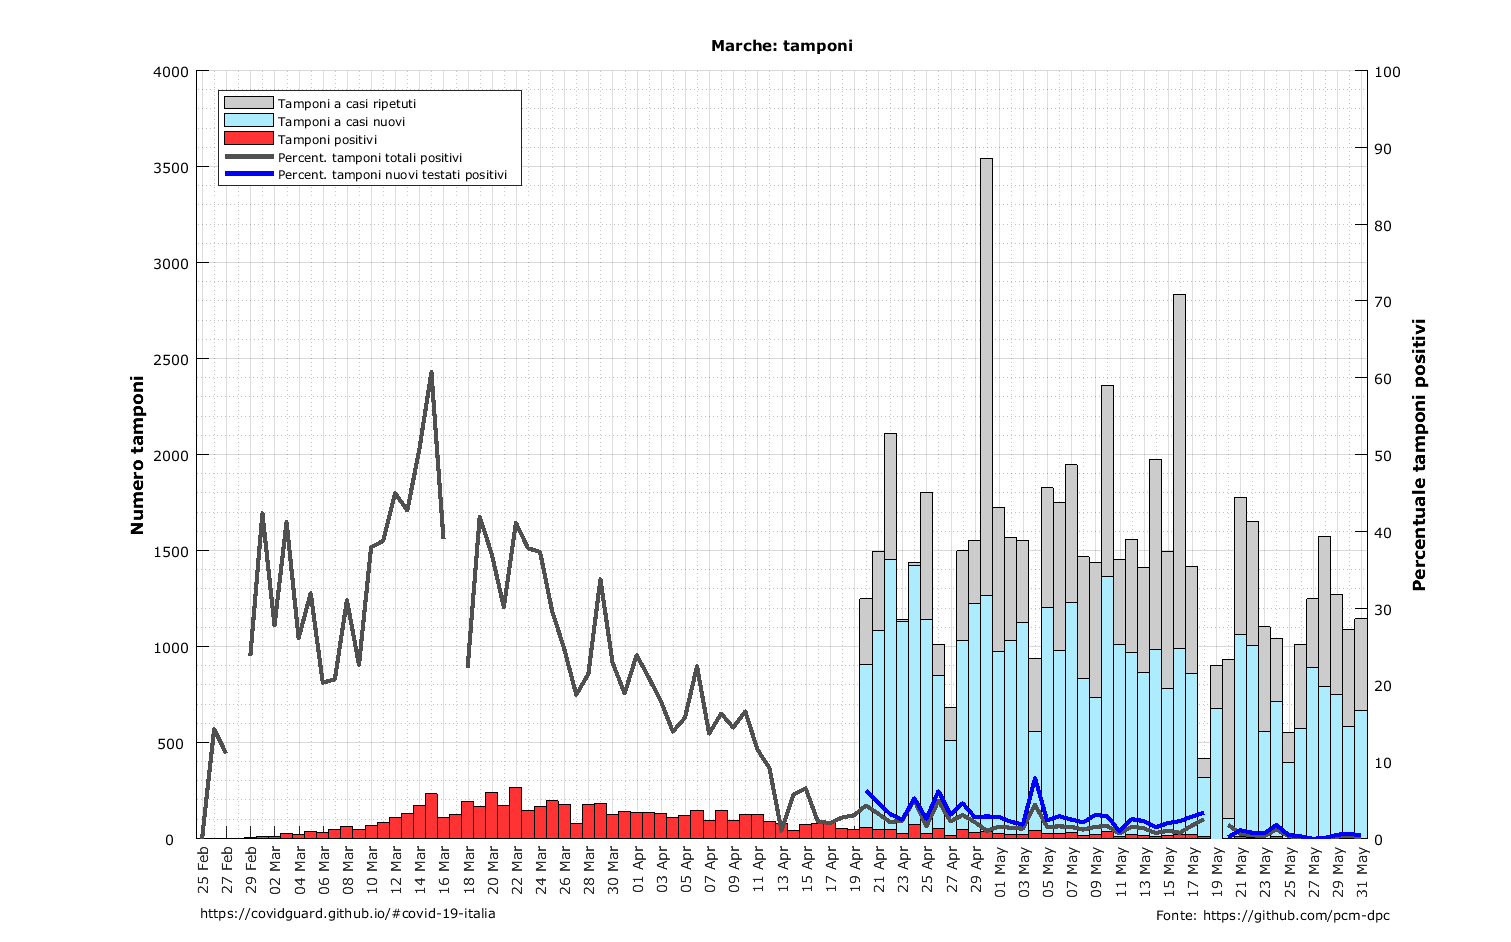 Marche: tamponi
Tamponi a casi ripetuti
Tamponi a casi nuovi
Tamponi positivi
Percent. tamponi totali positivi
Percent. tamponi nuovi testati positivi
Numero tamponi
4000
3500
3000
2500
2000
1500
1000
500
0
Percentuale tamponi positivi
100
90
80
70
60
50
40
30
20
10
0
25 Feb
27 Feb
29 Feb
02 Mar
04 Mar
06 Mar
08 Mar
10 Mar
12 Mar
14 Mar
16 Mar
18 Mar
20 Mar
22 Mar
24 Mar
26 Mar
28 Mar
30 Mar
01 Apr
03 Apr
05 Apr
07 Apr
09 Apr
11 Apr
13 Apr
15 Apr
17 Apr
19 Apr
21 Apr
23 Apr
25 Apr
27 Apr
29 Apr
01 May
03 May
05 May
07 May
09 May
11 May
13 May
15 May
17 May
19 May
21 May
23 May
25 May
27 May
29 May
31 May
https://covidguard.github.io/#covid-19-italia
Fonte: https://github.com/pcm-dpc